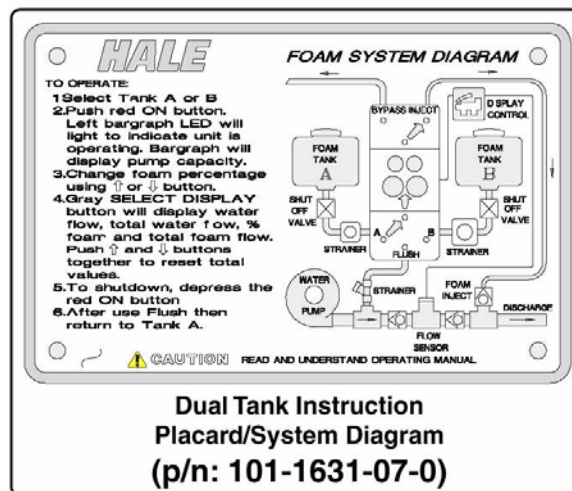 HALE
FOAM SYSTEM DIAGRAM
TO OPERATE:
1 Select Tank A or B
2.Push red ON button.
Left bargraph LED will
light to indicate unit is
operating. Bargraph will
display pump capacity.
3.Change foam percentage
using ⇧ or ⇩ button.
4.Gray SELECT DISPLAY
button will display water
flow, total water flow, %
foam and total foam flow.
Push ⇧ and ⇩ buttons
together to reset total
values.
5.To shutdown, depress the
red ON button
6.After use Flush then
return to Tank A.
BYPASS INJECT
DISPLAY
CONTROL
FOAM
TANK
A
FOAM
TANK
B
SHUT
OFF
VALVE
SHUT
OFF
VALVE
A
B
STRAINER
FLUSH
STRAINER
WATER
PUMP
STRAINER
FOAM
INJECT
DISCHARGE
FLOW
SENSOR
CAUTION READ AND UNDERSTAND OPERATING MANUAL
Dual Tank Instruction
Placard/System Diagram
(p/n: 101-1631-07-0)